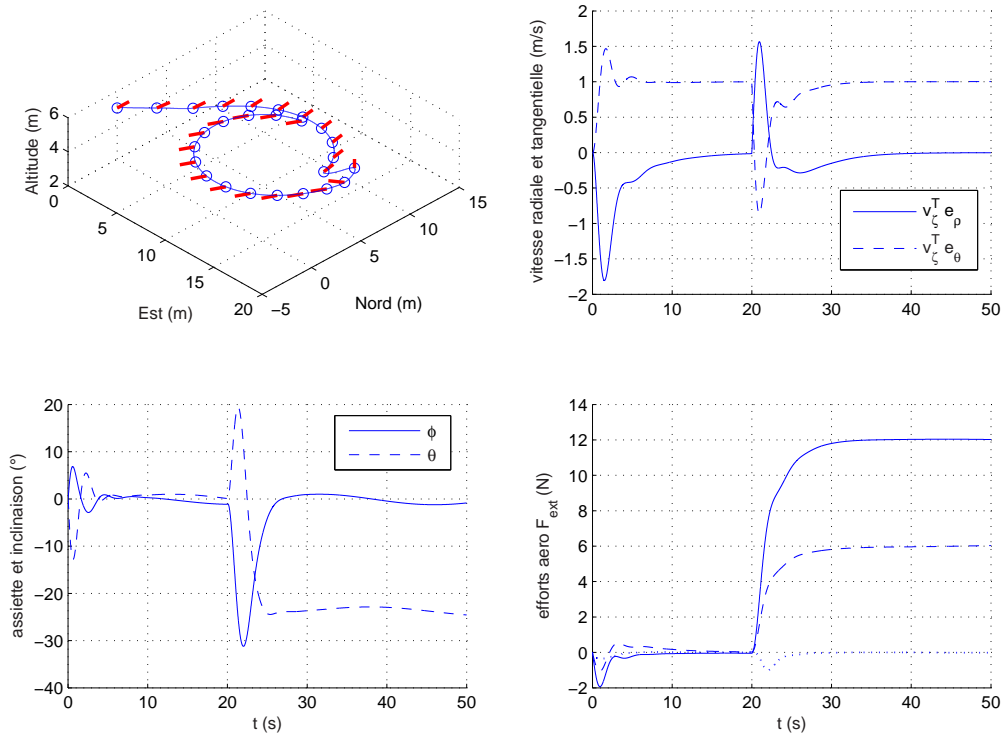 6
4
2
0
5
10
15
20
−5
0
5
10
15
Altitude (m)
Est (m)
Nord (m)
2
1.5
1
0.5
0
−0.5
−1
−1.5
−2
0 10 20 30 40 50
vitesse radiale et tangentielle (m/s)
v_ζ^T e_ρ
v_ζ^T e_θ
20
10
0
−10
−20
−30
−40
0 10 20 30 40 50
assiette et inclinaison (°)
t (s)
ϕ
θ
14
12
10
8
6
4
2
0
−2
0 10 20 30 40 50
efforts aero F_ext (N)
t (s)